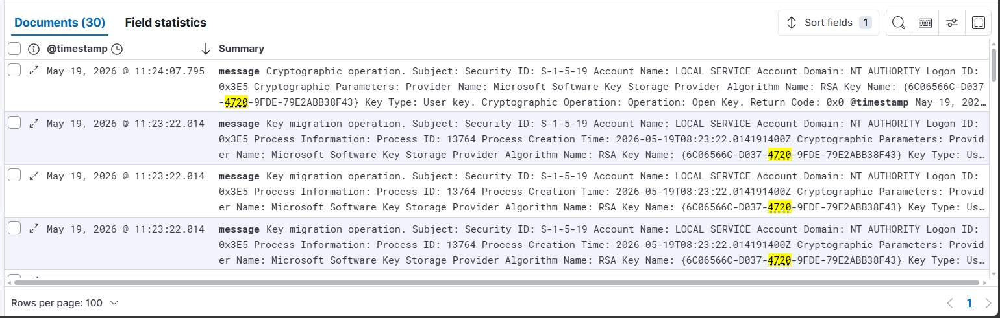 Documents (30) Field statistics Sort fields 1
@timestamp Summary
May 19, 2026 @ 11:24:07.795 message Cryptographic operation. Subject: Security ID: S-1-5-19 Account Name: LOCAL SERVICE Account Domain: NT AUTHORITY Logon ID:
0x3E5 Cryptographic Parameters: Provider Name: Microsoft Software Key Storage Provider Algorithm Name: RSA Key Name: {6C06566C-D037
-4720-9FDE-79E2ABB38F43} Key Type: User key. Cryptographic Operation: Operation: Open Key. Return Code: 0x0 @timestamp May 19, 202…
May 19, 2026 @ 11:23:22.014 message Key migration operation. Subject: Security ID: S-1-5-19 Account Name: LOCAL SERVICE Account Domain: NT AUTHORITY Logon ID:
0x3E5 Process Information: Process ID: 13764 Process Creation Time: 2026-05-19T08:23:22.014191400Z Cryptographic Parameters: Provid
er Name: Microsoft Software Key Storage Provider Algorithm Name: RSA Key Name: {6C06566C-D037-4720-9FDE-79E2ABB38F43} Key Type: Us…
May 19, 2026 @ 11:23:22.014 message Key migration operation. Subject: Security ID: S-1-5-19 Account Name: LOCAL SERVICE Account Domain: NT AUTHORITY Logon ID:
0x3E5 Process Information: Process ID: 13764 Process Creation Time: 2026-05-19T08:23:22.014191400Z Cryptographic Parameters: Provid
er Name: Microsoft Software Key Storage Provider Algorithm Name: RSA Key Name: {6C06566C-D037-4720-9FDE-79E2ABB38F43} Key Type: Us…
May 19, 2026 @ 11:23:22.014 message Key migration operation. Subject: Security ID: S-1-5-19 Account Name: LOCAL SERVICE Account Domain: NT AUTHORITY Logon ID:
0x3E5 Process Information: Process ID: 13764 Process Creation Time: 2026-05-19T08:23:22.014191400Z Cryptographic Parameters: Provid
er Name: Microsoft Software Key Storage Provider Algorithm Name: RSA Key Name: {6C06566C-D037-4720-9FDE-79E2ABB38F43} Key Type: Us…
Rows per page: 100 1